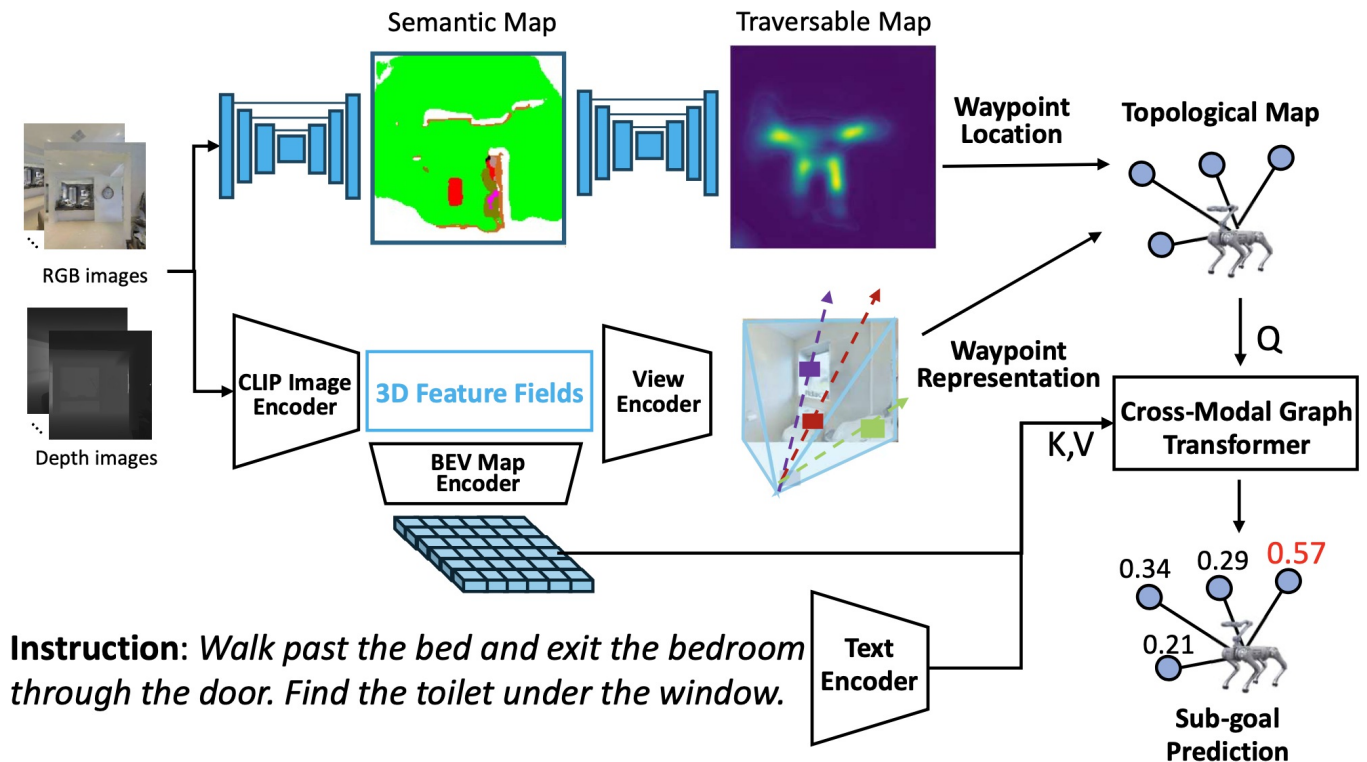 Semantic Map
Traversable Map
Waypoint
Location
Topological Map
RGB images
Depth images
CLIP Image
Encoder
3D Feature Fields
View
Encoder
BEV Map
Encoder
Waypoint
Representation
Q
K,V
Cross-Modal Graph
Transformer
0.34
0.29
0.57
0.21
Sub-goal
Prediction
Instruction: Walk past the bed and exit the bedroom
through the door. Find the toilet under the window.
Text
Encoder